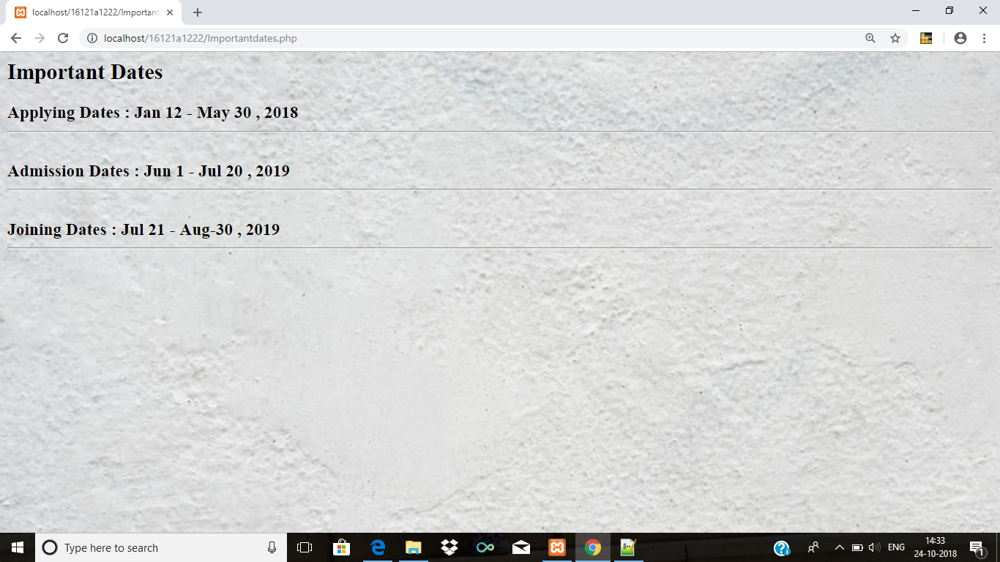 localhost/16121a1222/Important
localhost/16121a1222/Importantdates.php
Important Dates
Applying Dates : Jan 12 - May 30 , 2018
Admission Dates : Jun 1 - Jul 20 , 2019
Joining Dates : Jul 21 - Aug-30 , 2019
Type here to search
ENG
14:33
24-10-2018
1